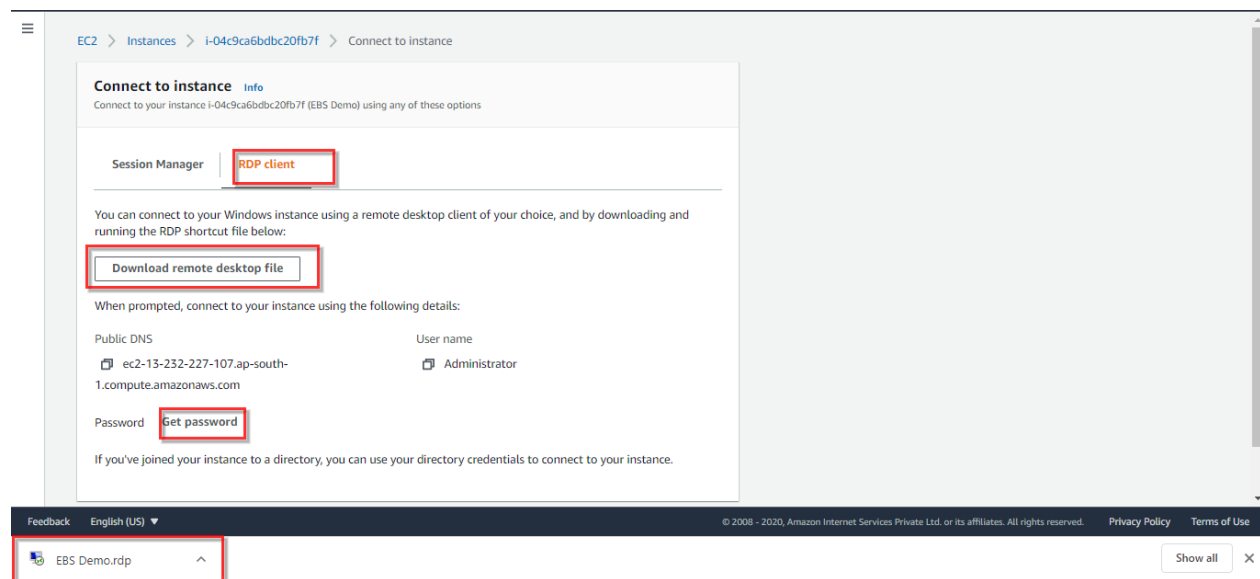 EC2 > Instances > i-04c9ca6bdbc20fb7f > Connect to instance
Connect to instance Info
Connect to your instance i-04c9ca6bdbc20fb7f (EBS Demo) using any of these options
Session Manager RDP client
You can connect to your Windows instance using a remote desktop client of your choice, and by downloading and
running the RDP shortcut file below:
Download remote desktop file
When prompted, connect to your instance using the following details:
Public DNS User name
ec2-13-232-227-107.ap-south- Administrator
1.compute.amazonaws.com
Password Get password
If you've joined your instance to a directory, you can use your directory credentials to connect to your instance.
Feedback English (US) © 2008 - 2020, Amazon Internet Services Private Ltd. or its affiliates. All rights reserved. Privacy Policy Terms of Use
EBS Demo.rdp Show all